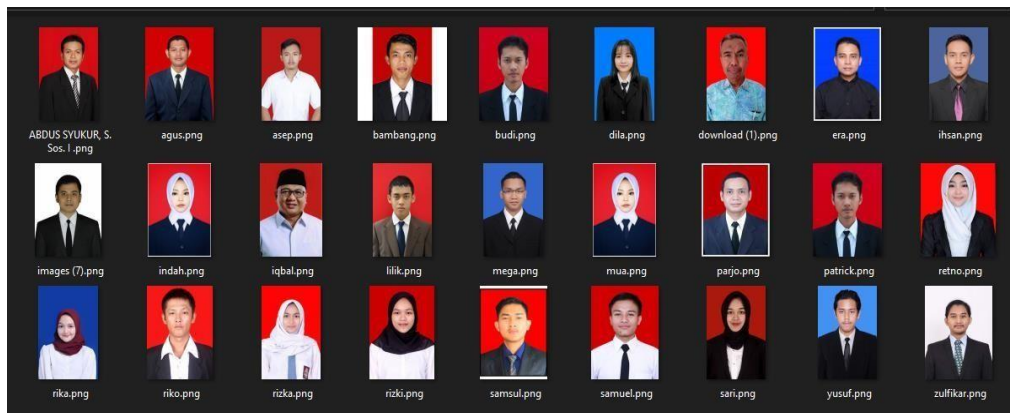 ABDUS SYUKUR, S.
Sos. I .png
agus.png
asep.png
bambang.png
budi.png
dila.png
download (1).png
era.png
ihsan.png
images (7).png
indah.png
iqbal.png
lilik.png
mega.png
mua.png
parjo.png
patrick.png
retno.png
rika.png
riko.png
rizka.png
rizki.png
samsul.png
samuel.png
sari.png
yusuf.png
zulfikar.png